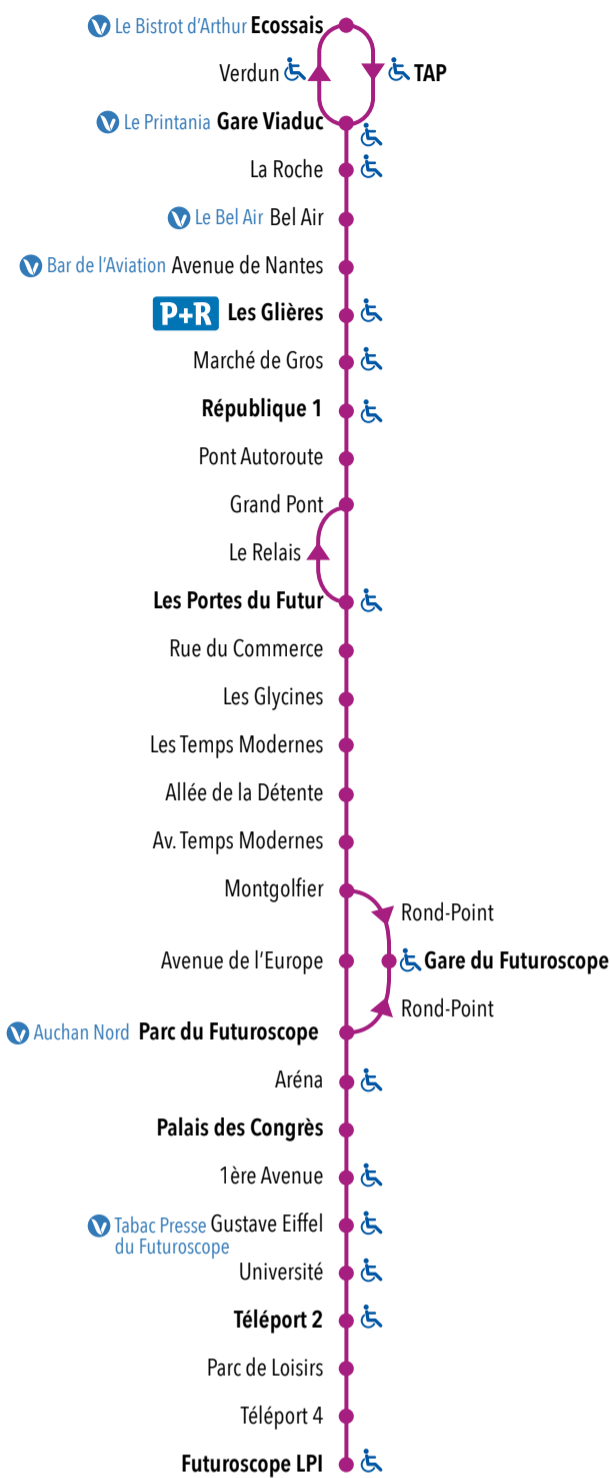 Le Bistrot d'Arthur Ecossais
Verdun TAP
Le Printania Gare Viaduc
La Roche
Le Bel Air Bel Air
Bar de l'Aviation Avenue de Nantes
P+R Les Glières
Marché de Gros
République 1
Pont Autoroute
Grand Pont
Le Relais
Les Portes du Futur
Rue du Commerce
Les Glycines
Les Temps Modernes
Allée de la Détente
Av. Temps Modernes
Montgolfier
Rond-Point
Avenue de l'Europe Gare du Futuroscope
Rond-Point
Auchan Nord Parc du Futuroscope
Aréna
Palais des Congrès
1ère Avenue
Tabac Presse Gustave Eiffel
du Futuroscope
Université
Téléport 2
Parc de Loisirs
Téléport 4
Futuroscope LPI